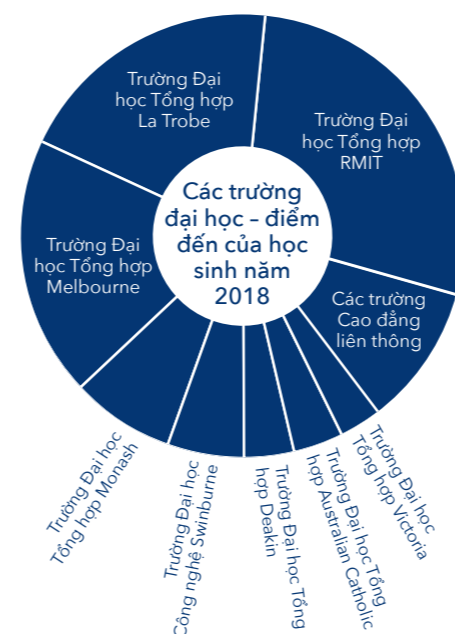 Trường Đại
học Tổng hợp
La Trobe
Trường Đại
học Tổng hợp
RMIT
Các trường
đại học – điểm
đến của học
sinh năm
2018
Trường Đại
học Tổng hợp
Melbourne
Các trường
Cao đẳng
liên thông
Trường Đại học
Tổng hợp Monash
Trường Đại học
Công nghệ Swinburne
Trường Đại học Tổng
hợp Deakin
Trường Đại học Tổng
hợp Australian Catholic
Trường Đại học
Tổng hợp Victoria